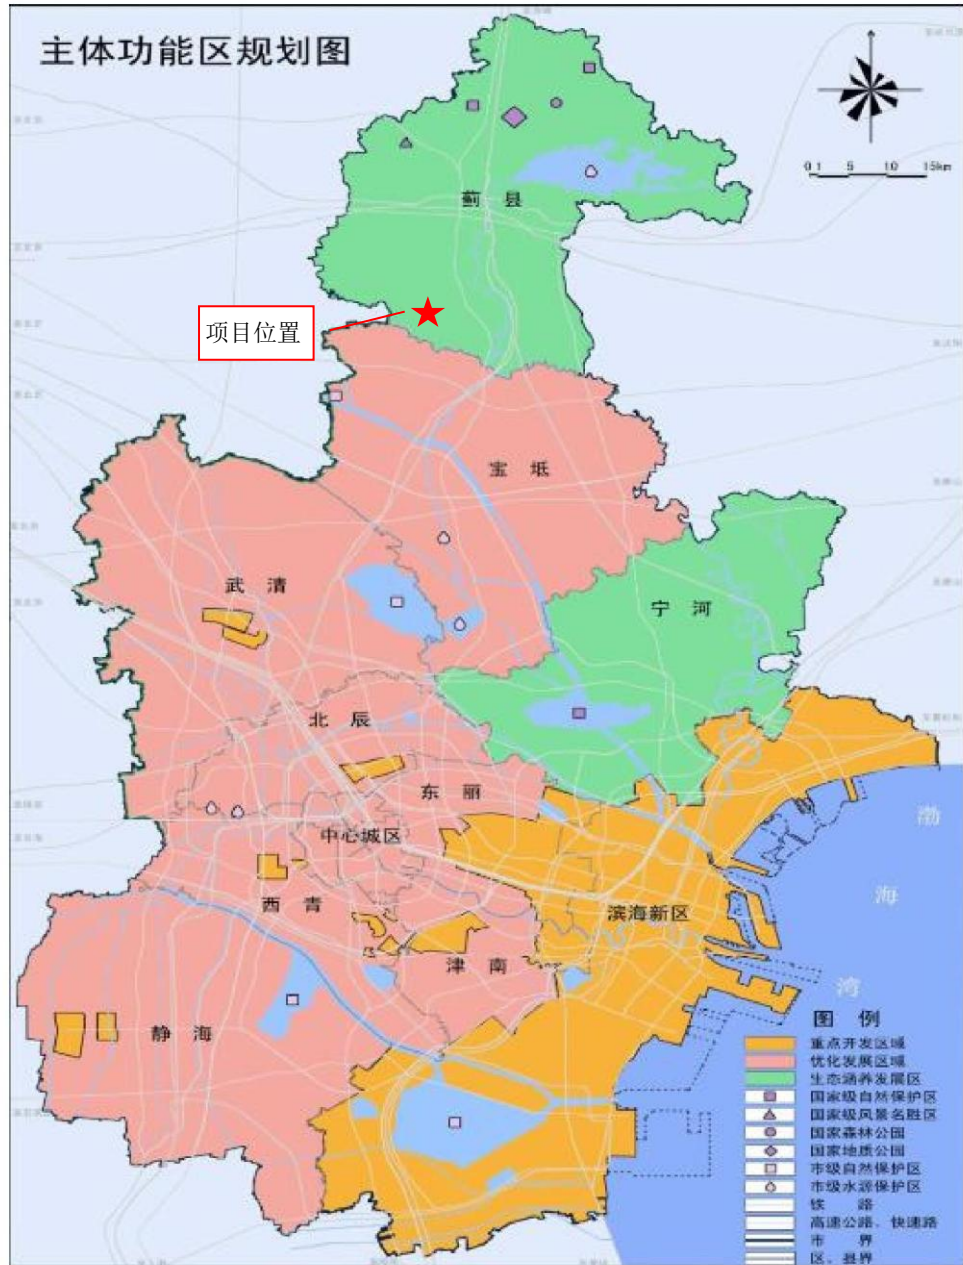 主体功能区规划图
0 1 5 10 15km
蓟县
项目位置
宝坻
武清
宁河
北辰
东丽
中心城区
西青
滨海新区
津南
静海
渤
海
湾
图例
重点开发区域
优化发展区域
生态涵养发展区
国家级自然保护区
国家级风景名胜区
国家森林公园
国家地质公园
市级自然保护区
市级水源保护区
铁路
高速公路、快速路
市界
区、县界